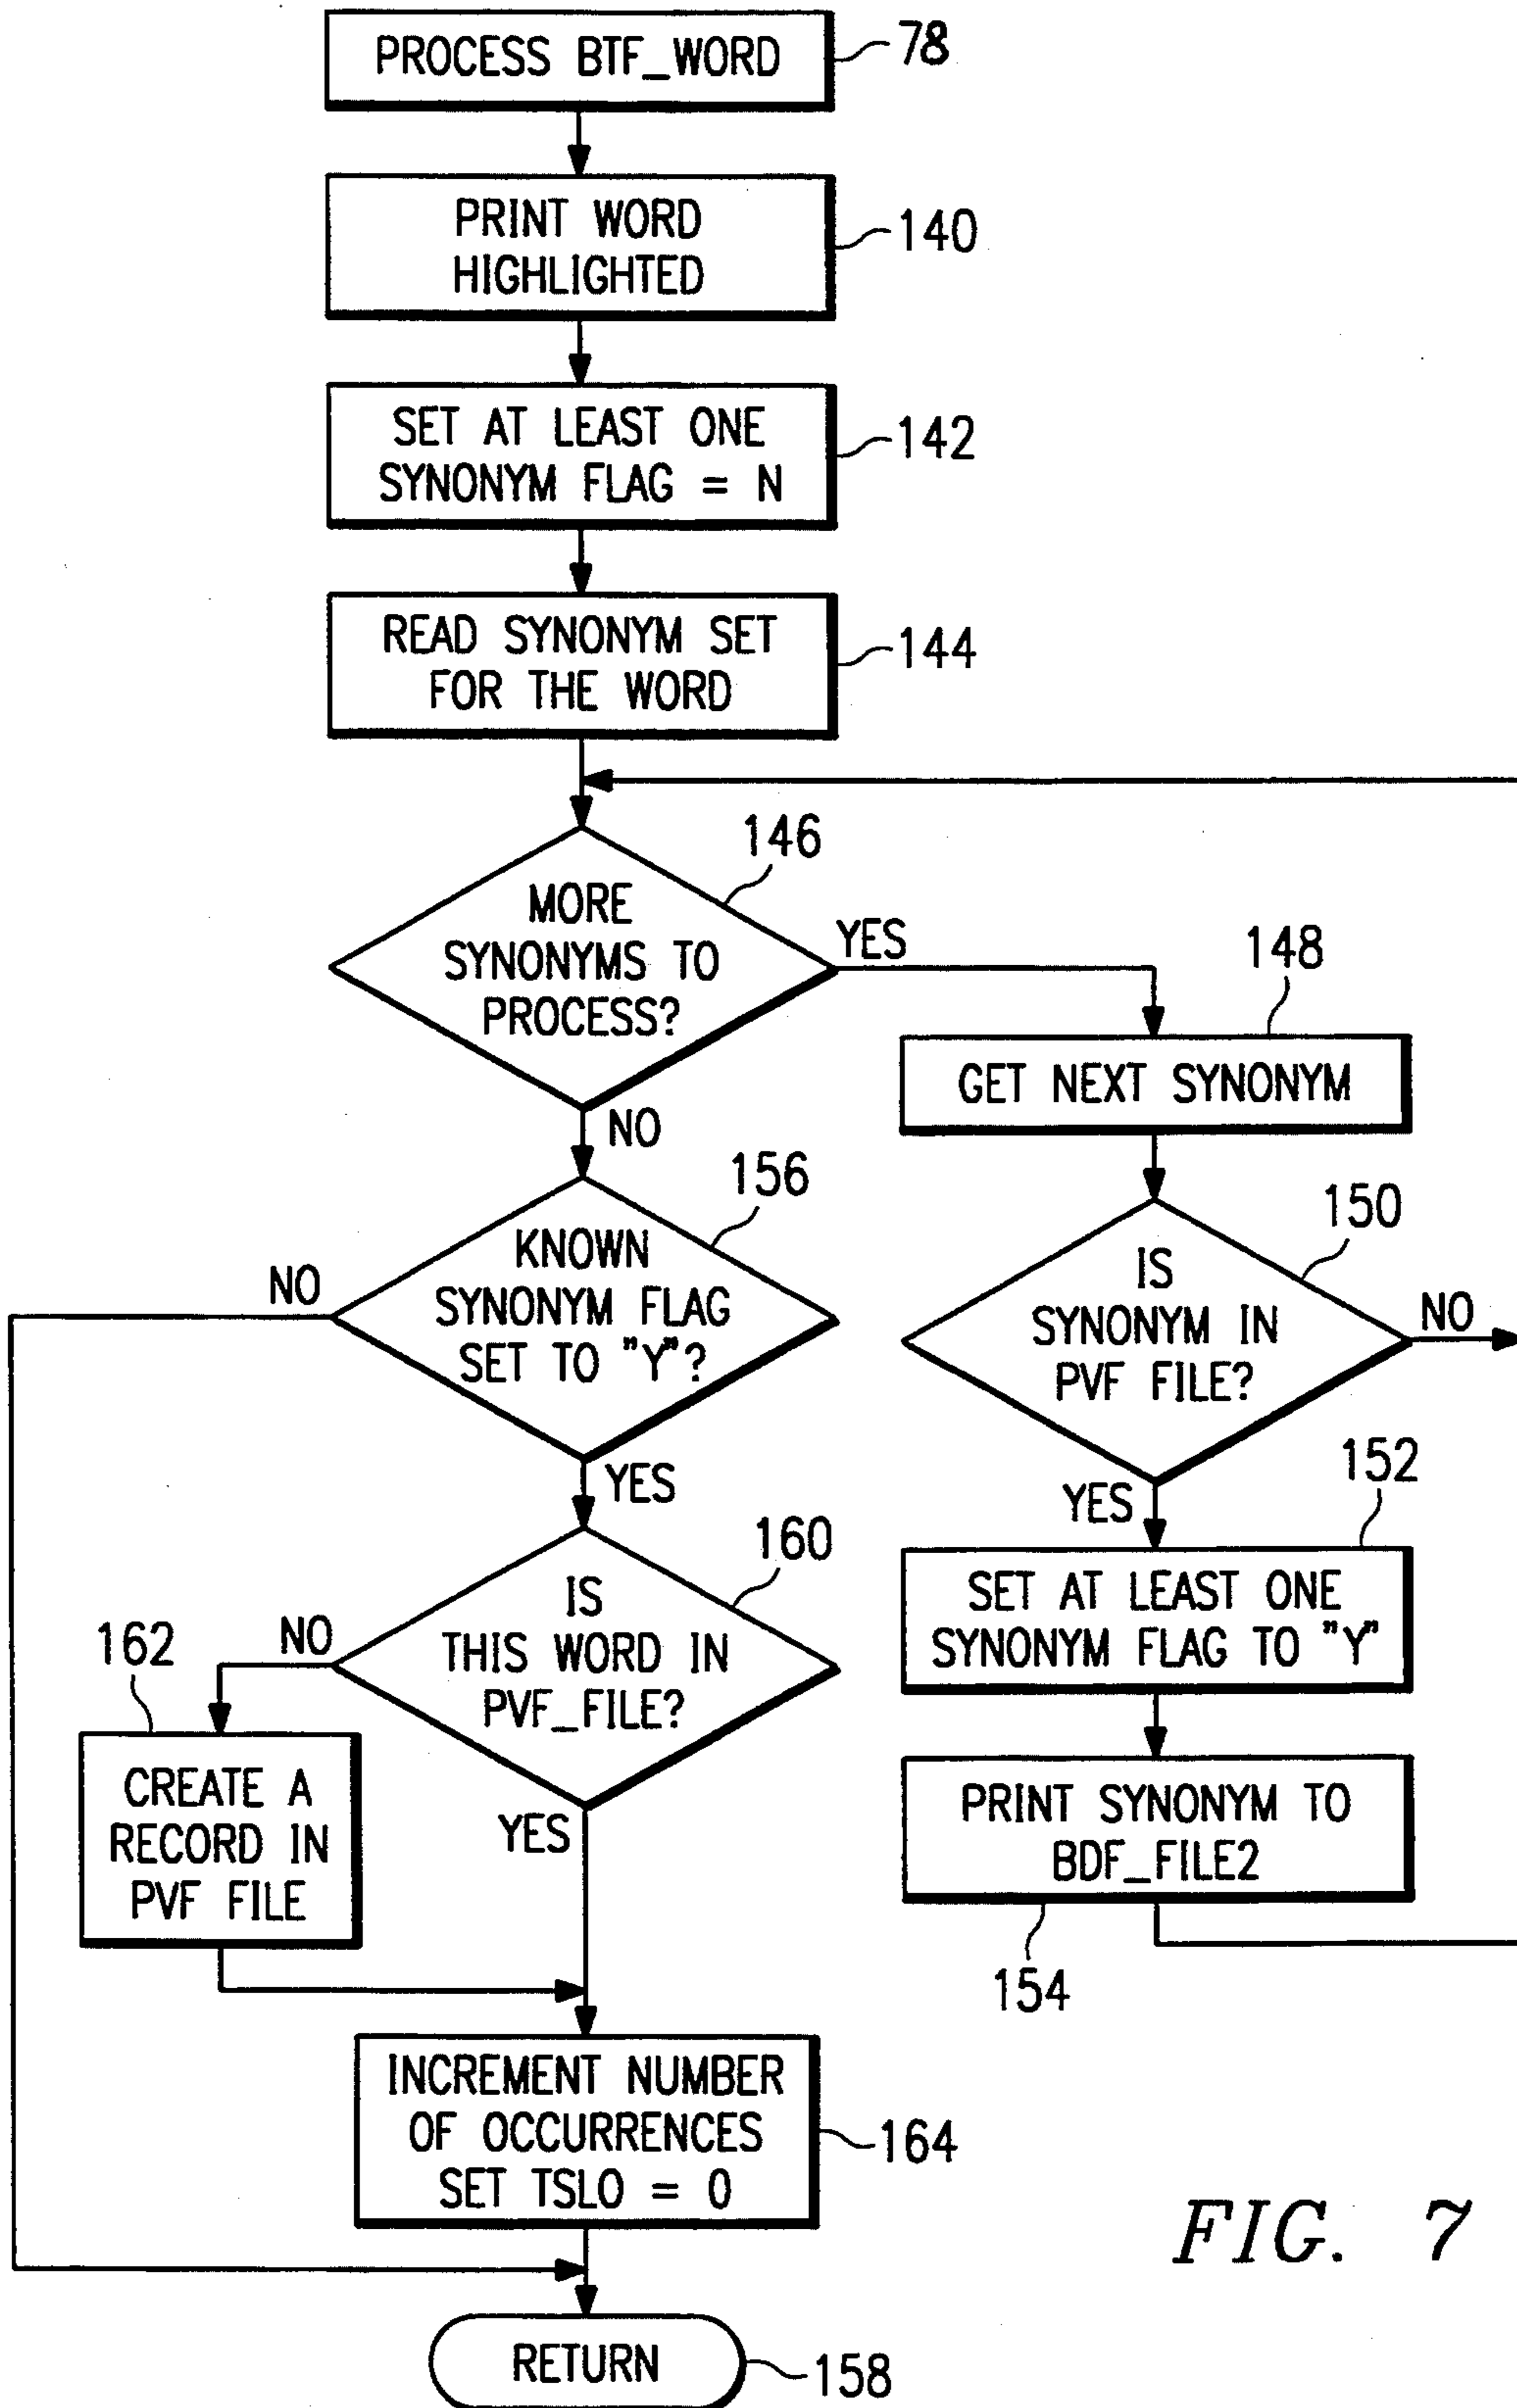 PROCESS BTF_WORD
78
PRINT WORD
HIGHLIGHTED
140
SET AT LEAST ONE
SYNONYM FLAG = N
142
READ SYNONYM SET
FOR THE WORD
144
146
MORE
SYNONYMS TO
PROCESS?
YES
NO
148
GET NEXT SYNONYM
150
IS
SYNONYM IN
PVF FILE?
NO
YES
152
SET AT LEAST ONE
SYNONYM FLAG TO "Y"
PRINT SYNONYM TO
BDF_FILE2
154
156
KNOWN
SYNONYM FLAG
SET TO "Y"?
NO
YES
160
IS
THIS WORD IN
PVF_FILE?
NO
YES
162
CREATE A
RECORD IN
PVF FILE
INCREMENT NUMBER
OF OCCURRENCES
SET TSLO = 0
164
RETURN
158
FIG. 7